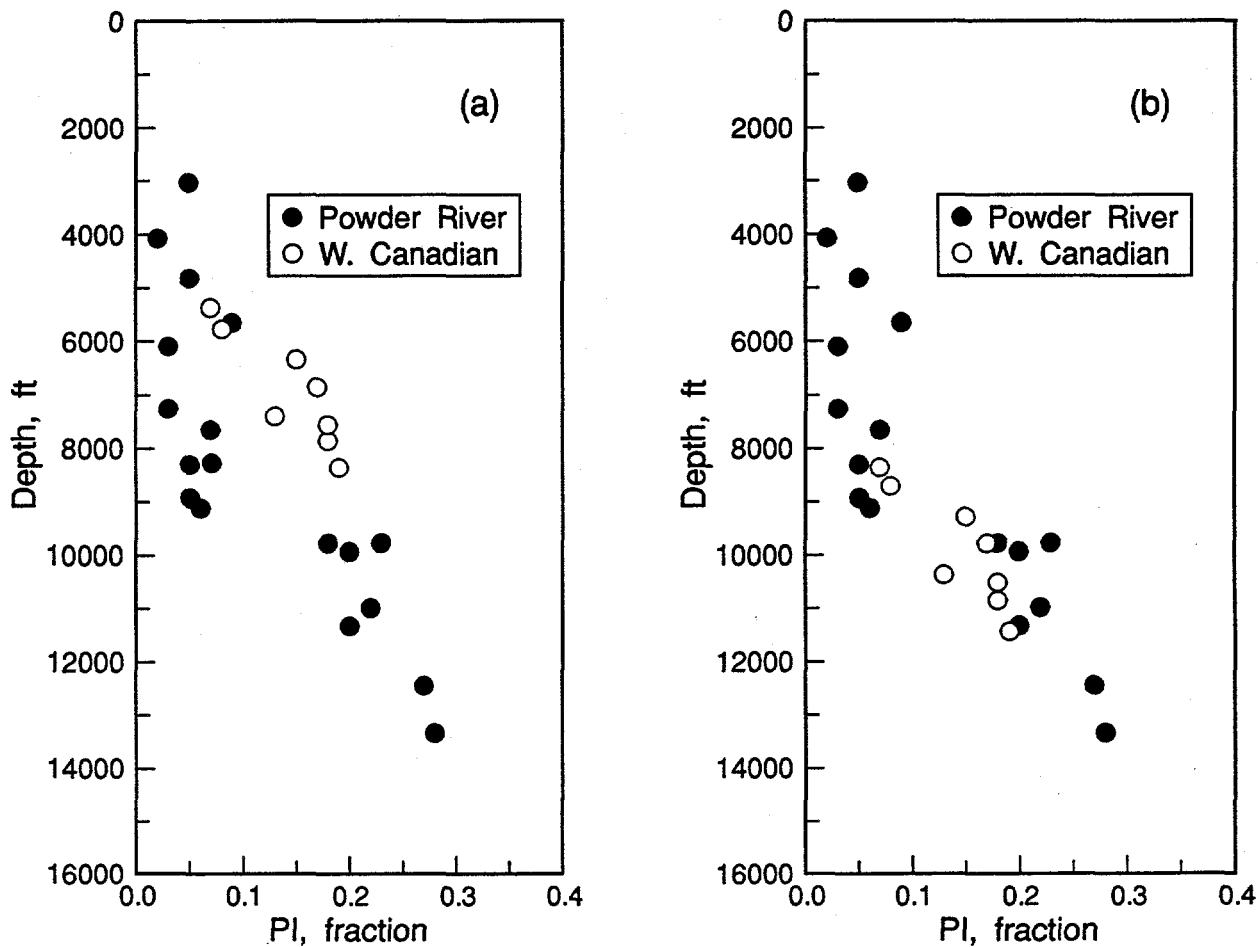 (a)
Powder River
W. Canadian
0
2000
4000
6000
8000
10000
12000
14000
16000
Depth, ft
0.0 0.1 0.2 0.3 0.4
PI, fraction
(b)
Powder River
W. Canadian
0
2000
4000
6000
8000
10000
12000
14000
16000
Depth, ft
0.0 0.1 0.2 0.3 0.4
PI, fraction